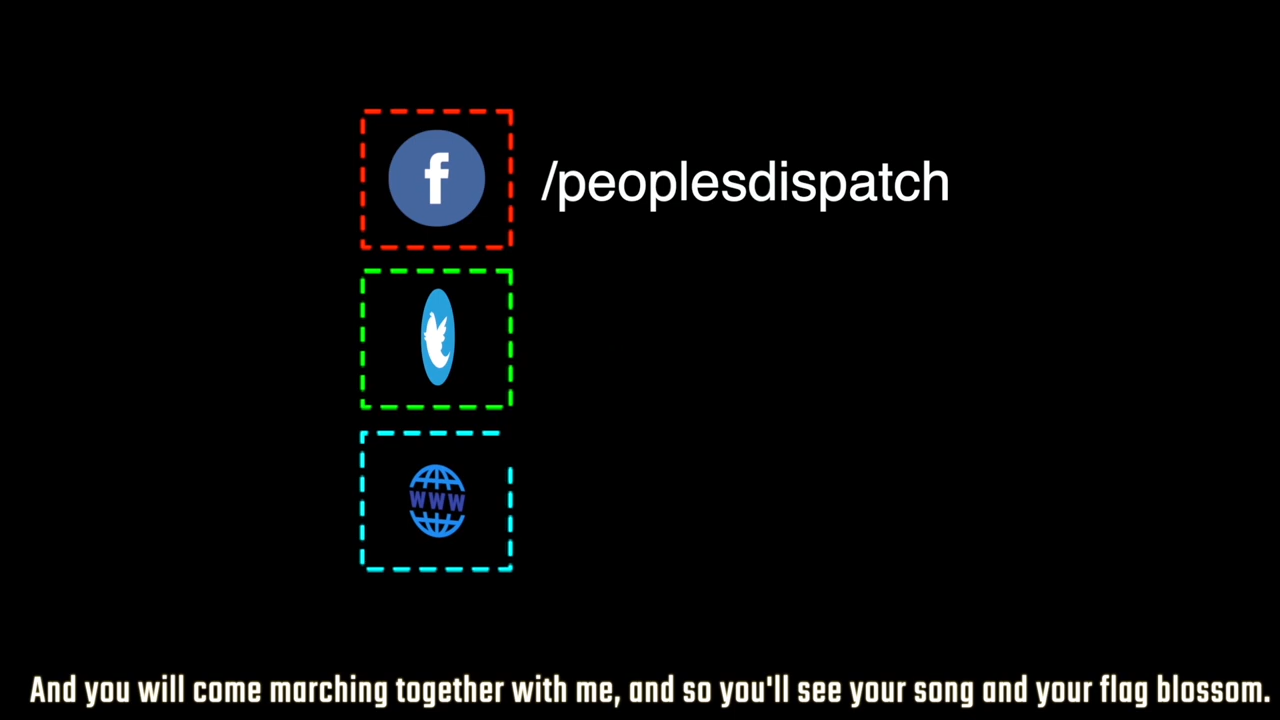 f
/peoplesdispatch
WWW
And you will come marching together with me, and so you'll see your song and your flag blossom.